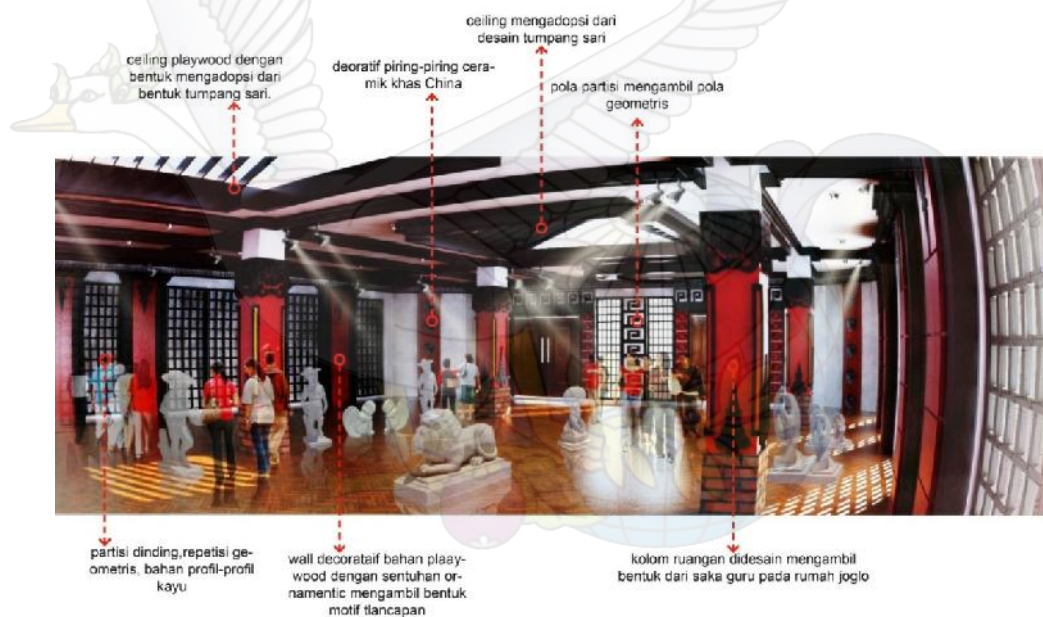 ceiling mengadopsi dari
desain tumpang sari
ceiling playwood dengan
bentuk mengadopsi dari
bentuk tumpang sari.
deoratif piring-piring cera-
mik khas China
pola partisi mengambil pola
geometris
partisi dinding,repetisi ge-
ometris, bahan profil-profil
kayu
wall decorataif bahan plaay-
wood dengan sentuhan or-
namentic mengambil bentuk
motif tlancapan
kolom ruangan didesain mengambil
bentuk dari saka guru pada rumah joglo